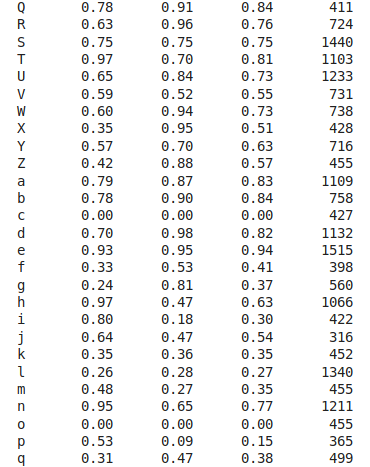 Q 0.78 0.91 0.84 411
R 0.63 0.96 0.76 724
S 0.75 0.75 0.75 1440
T 0.97 0.70 0.81 1103
U 0.65 0.84 0.73 1233
V 0.59 0.52 0.55 731
W 0.60 0.94 0.73 738
X 0.35 0.95 0.51 428
Y 0.57 0.70 0.63 716
Z 0.42 0.88 0.57 455
a 0.79 0.87 0.83 1109
b 0.78 0.90 0.84 758
c 0.00 0.00 0.00 427
d 0.70 0.98 0.82 1132
e 0.93 0.95 0.94 1515
f 0.33 0.53 0.41 398
g 0.24 0.81 0.37 560
h 0.97 0.47 0.63 1066
i 0.80 0.18 0.30 422
j 0.64 0.47 0.54 316
k 0.35 0.36 0.35 452
l 0.26 0.28 0.27 1340
m 0.48 0.27 0.35 455
n 0.95 0.65 0.77 1211
o 0.00 0.00 0.00 455
p 0.53 0.09 0.15 365
q 0.31 0.47 0.38 499